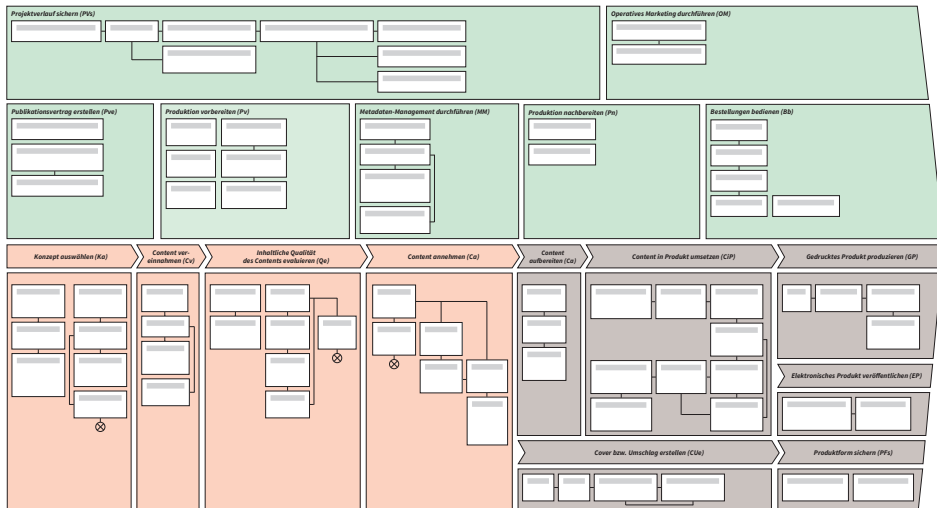 Projektverlauf sichern (PVs)
Operatives Marketing durchführen (OM)
Publikationsvertrag erstellen (Pve)
Produktion vorbereiten (Pv)
Metadaten-Management durchführen (MM)
Produktion nachbereiten (Pn)
Bestellungen bedienen (Bb)
Konzept auswählen (Ka)
Content ver-
einnahmen (Cv)
Inhaltliche Qualität
des Contents evaluieren (Qe)
Content annehmen (Ca)
Content
aufbereiten (Ca)
Content in Produkt umsetzen (CiP)
Gedrucktes Produkt produzieren (GP)
Elektronisches Produkt veröffentlichen (EP)
Cover bzw. Umschlag erstellen (CUe)
Produktform sichern (PFs)